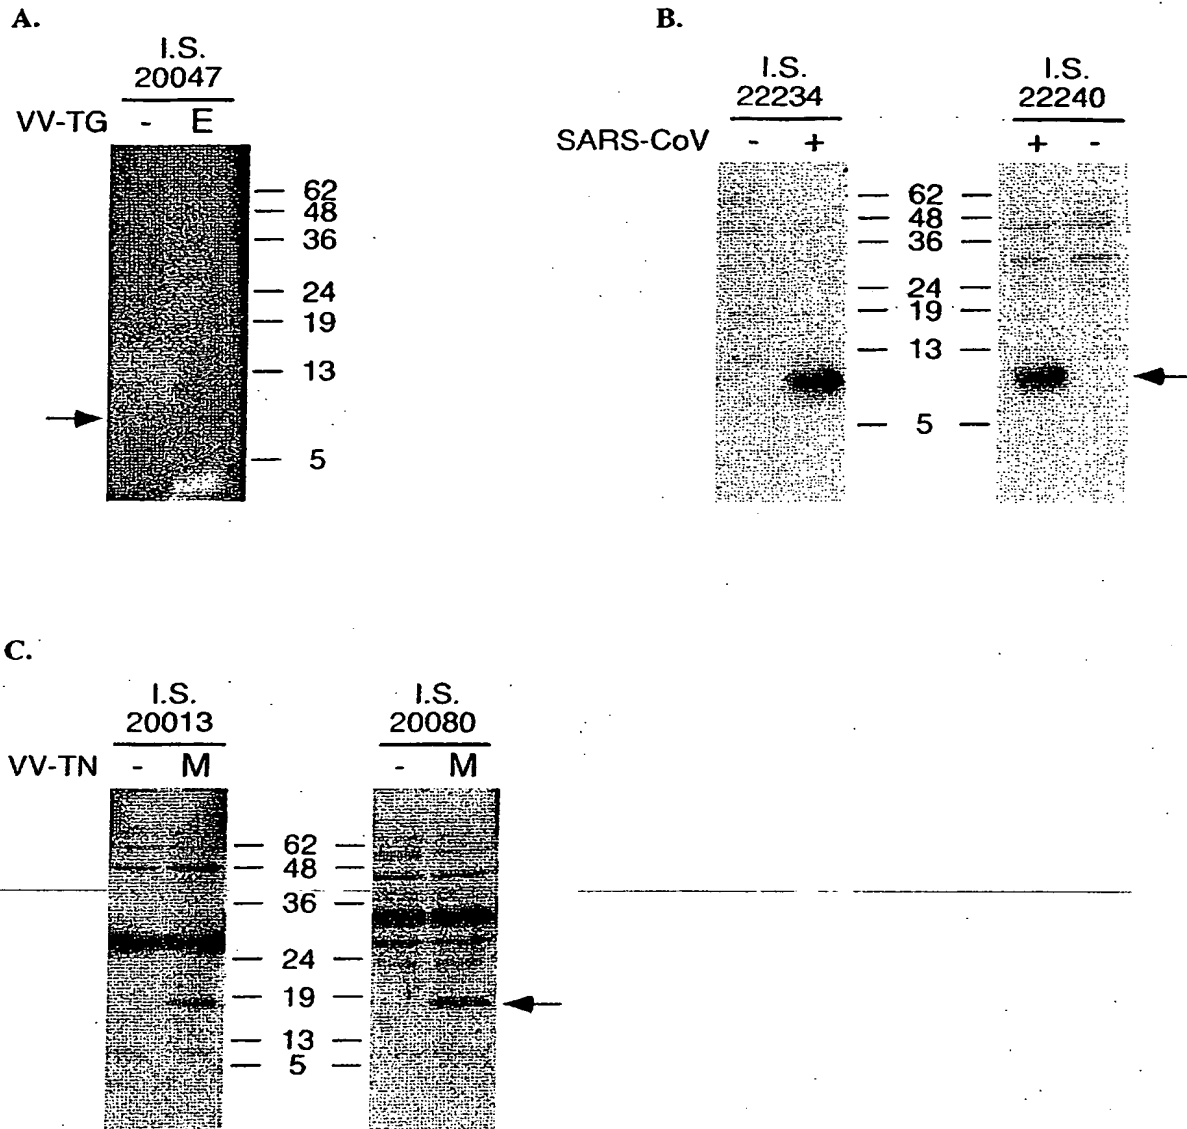 A.
I.S.
20047
VV-TG - E
62
48
36
24
19
13
5
B.
I.S.
22234
I.S.
22240
SARS-CoV - + + -
62
48
36
24
19
13
5
C.
I.S.
20013
I.S.
20080
VV-TN - M - M
62
48
36
24
19
13
5